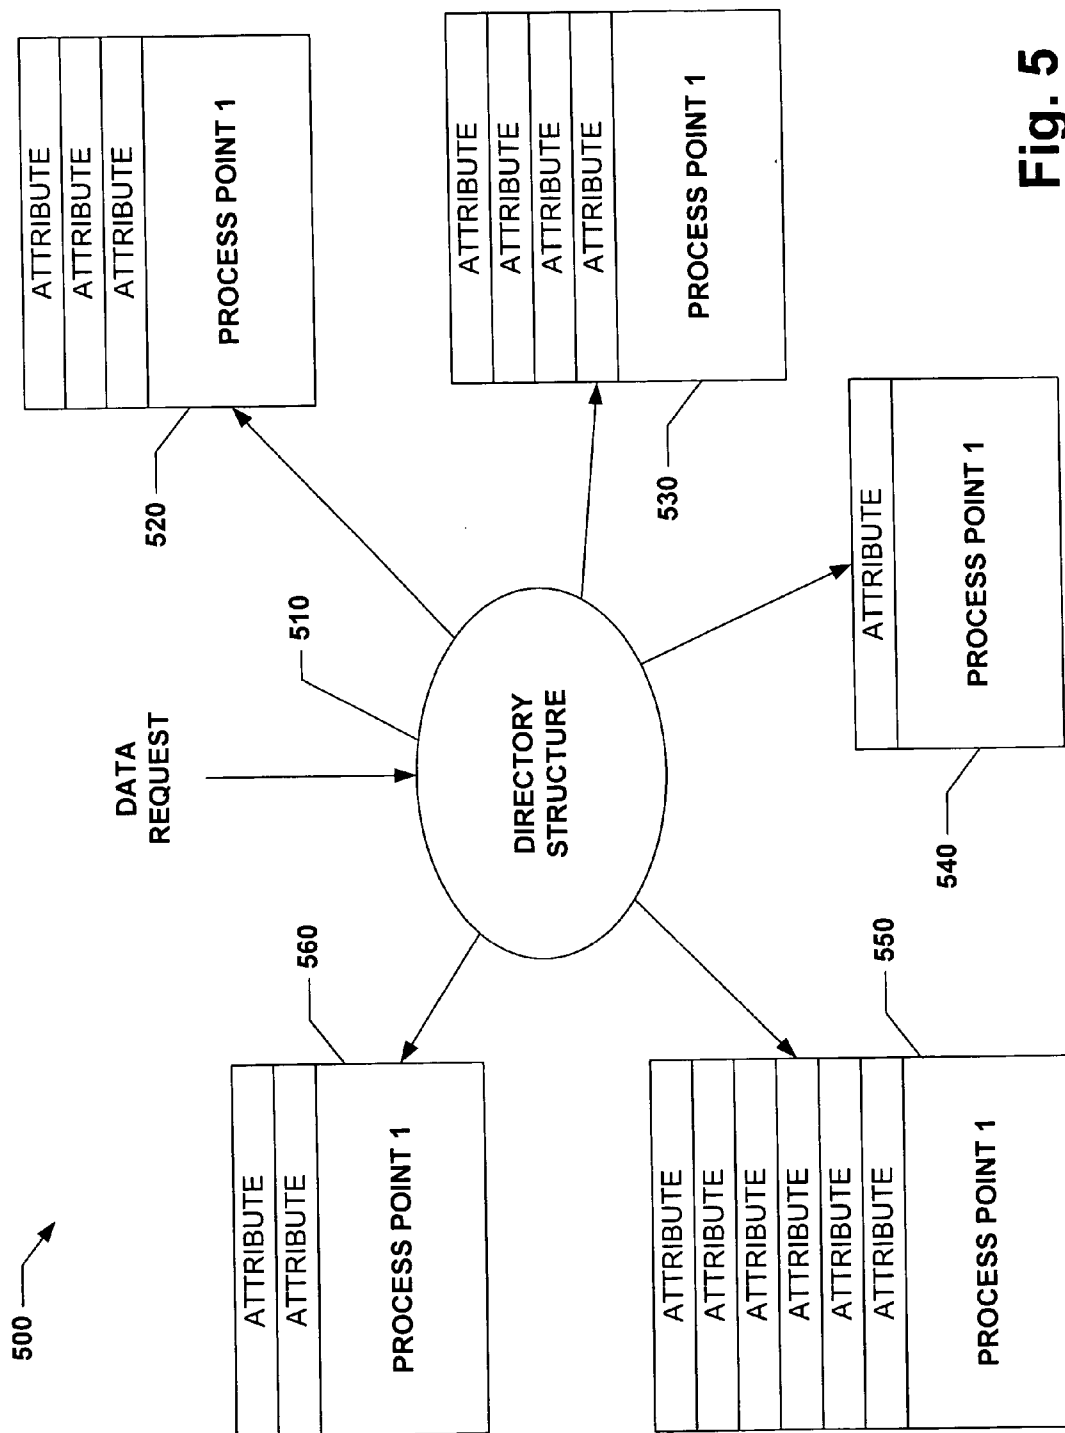 500
ATTRIBUTE
ATTRIBUTE
PROCESS POINT 1
560
DATA
REQUEST
510
DIRECTORY
STRUCTURE
ATTRIBUTE
ATTRIBUTE
ATTRIBUTE
PROCESS POINT 1
520
ATTRIBUTE
ATTRIBUTE
ATTRIBUTE
ATTRIBUTE
PROCESS POINT 1
530
ATTRIBUTE
ATTRIBUTE
ATTRIBUTE
ATTRIBUTE
ATTRIBUTE
ATTRIBUTE
PROCESS POINT 1
550
ATTRIBUTE
PROCESS POINT 1
540
Fig. 5